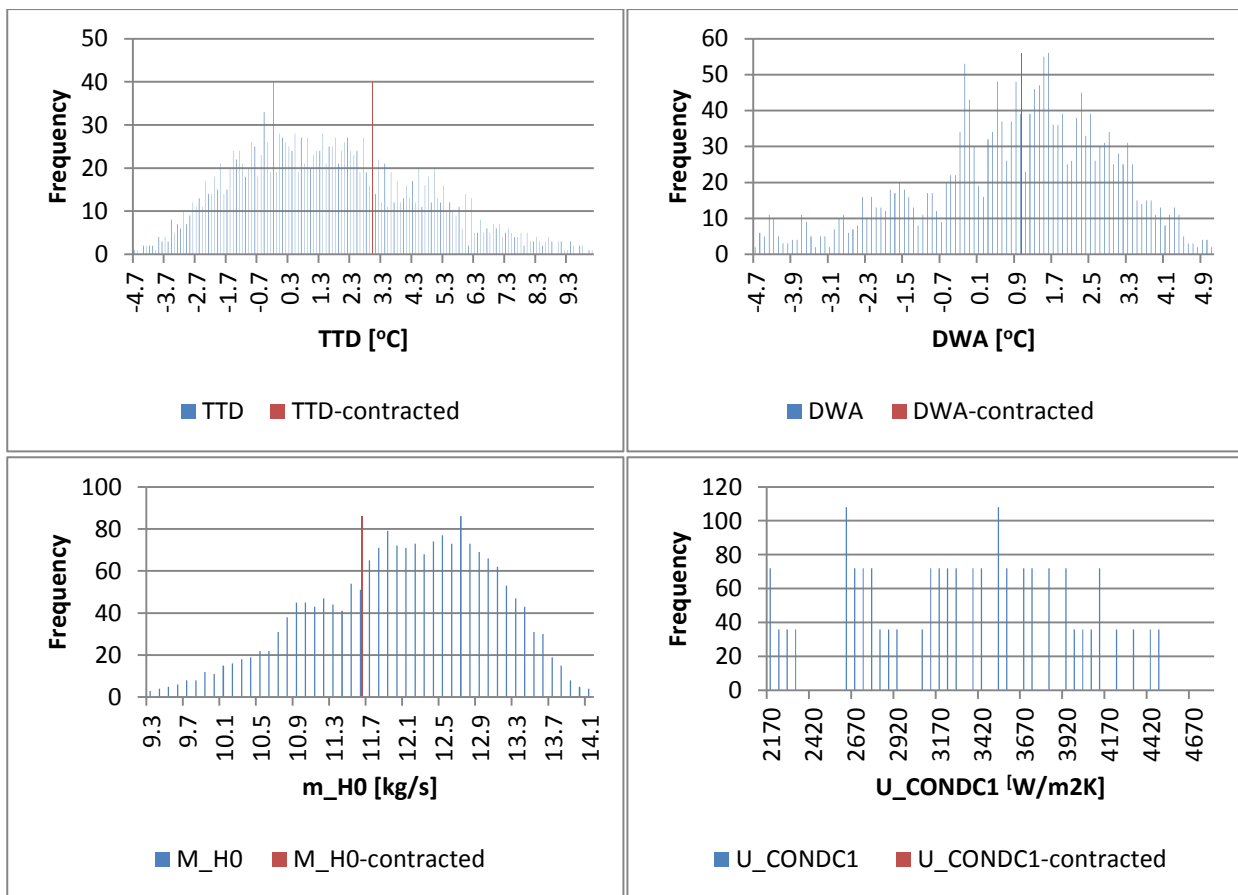 50
40
30
20
10
0
Frequency
-4.7 -3.7 -2.7 -1.7 -0.7 0.3 1.3 2.3 3.3 4.3 5.3 6.3 7.3 8.3 9.3
TTD [ºC]
TTD TTD-contracted
60
50
40
30
20
10
0
Frequency
-4.7 -3.9 -3.1 -2.3 -1.5 -0.7 0.1 0.9 1.7 2.5 3.3 4.1 4.9
DWA [ºC]
DWA DWA-contracted
100
80
60
40
20
0
Frequency
9.3 9.7 10.1 10.5 10.9 11.3 11.7 12.1 12.5 12.9 13.3 13.7 14.1
m_H0 [kg/s]
M_H0 M_H0-contracted
120
100
80
60
40
20
0
Frequency
2170 2420 2670 2920 3170 3420 3670 3920 4170 4420 4670
U_CONDC1 [W/m2K]
U_CONDC1 U_CONDC1-contracted